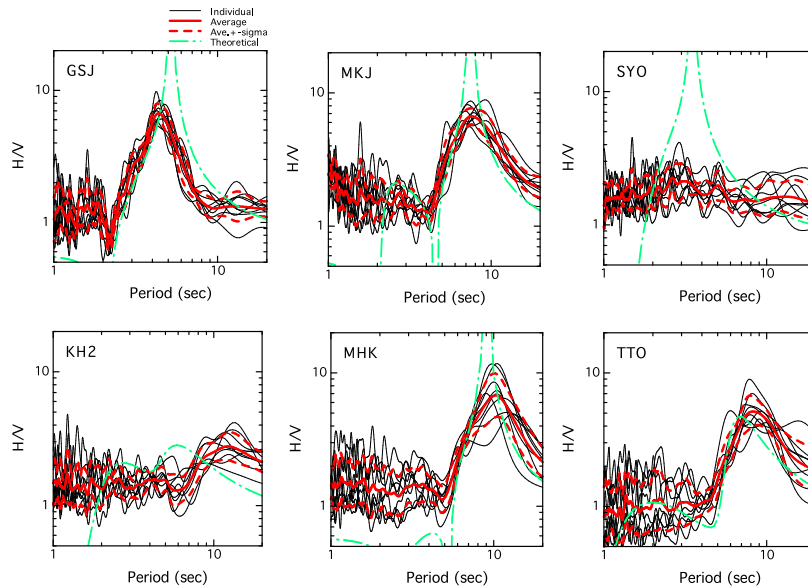 Individual
Average
Ave.+-sigma
Theoretical
GSJ
10
1
H/V
1
10
Period (sec)
MKJ
10
1
H/V
1
10
Period (sec)
SYO
10
1
H/V
1
10
Period (sec)
KH2
10
1
H/V
1
10
Period (sec)
MHK
10
1
H/V
1
10
Period (sec)
TTO
10
1
H/V
1
10
Period (sec)